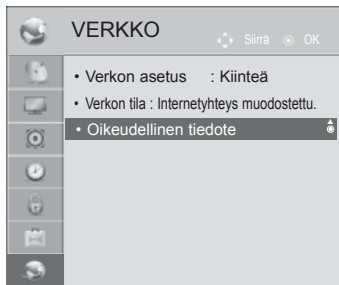 VERKKO
Siirrä OK
• Verkon asetus : Kiinteä
• Verkon tila : Internetyhteys muodostettu.
• Oikeudellinen tiedote